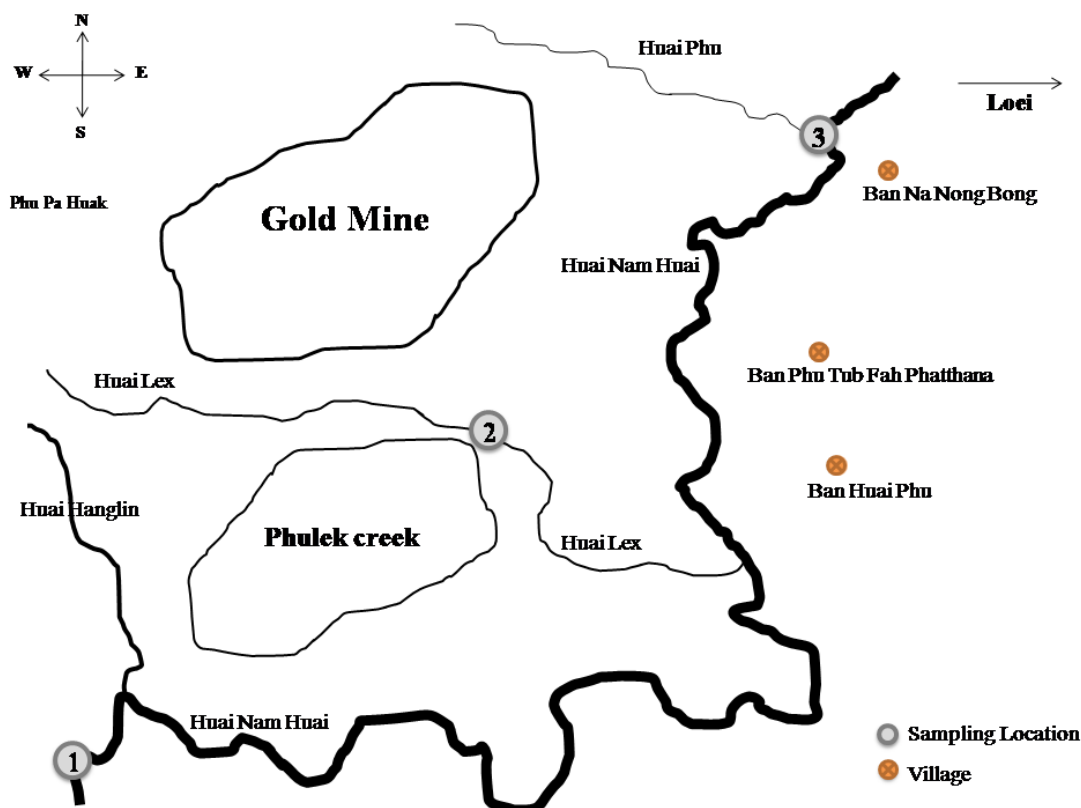 N
W
E
S
Huai Phu
Loei
3
Ban Na Nong Bong
Phu Pa Huak
Gold Mine
Huai Nam Huai
Ban Phu Tub Fah Phatthana
Huai Lex
2
Ban Huai Phu
Huai Hanglin
Phulek creek
Huai Lex
Huai Nam Huai
1
Sampling Location
Village